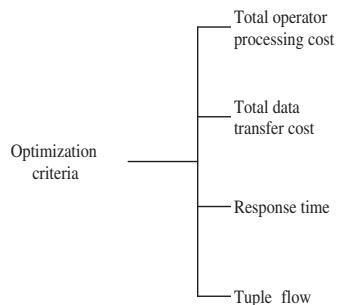 Total operator
processing cost
Total data
transfer cost
Optimization
criteria
Response time
Tuple flow